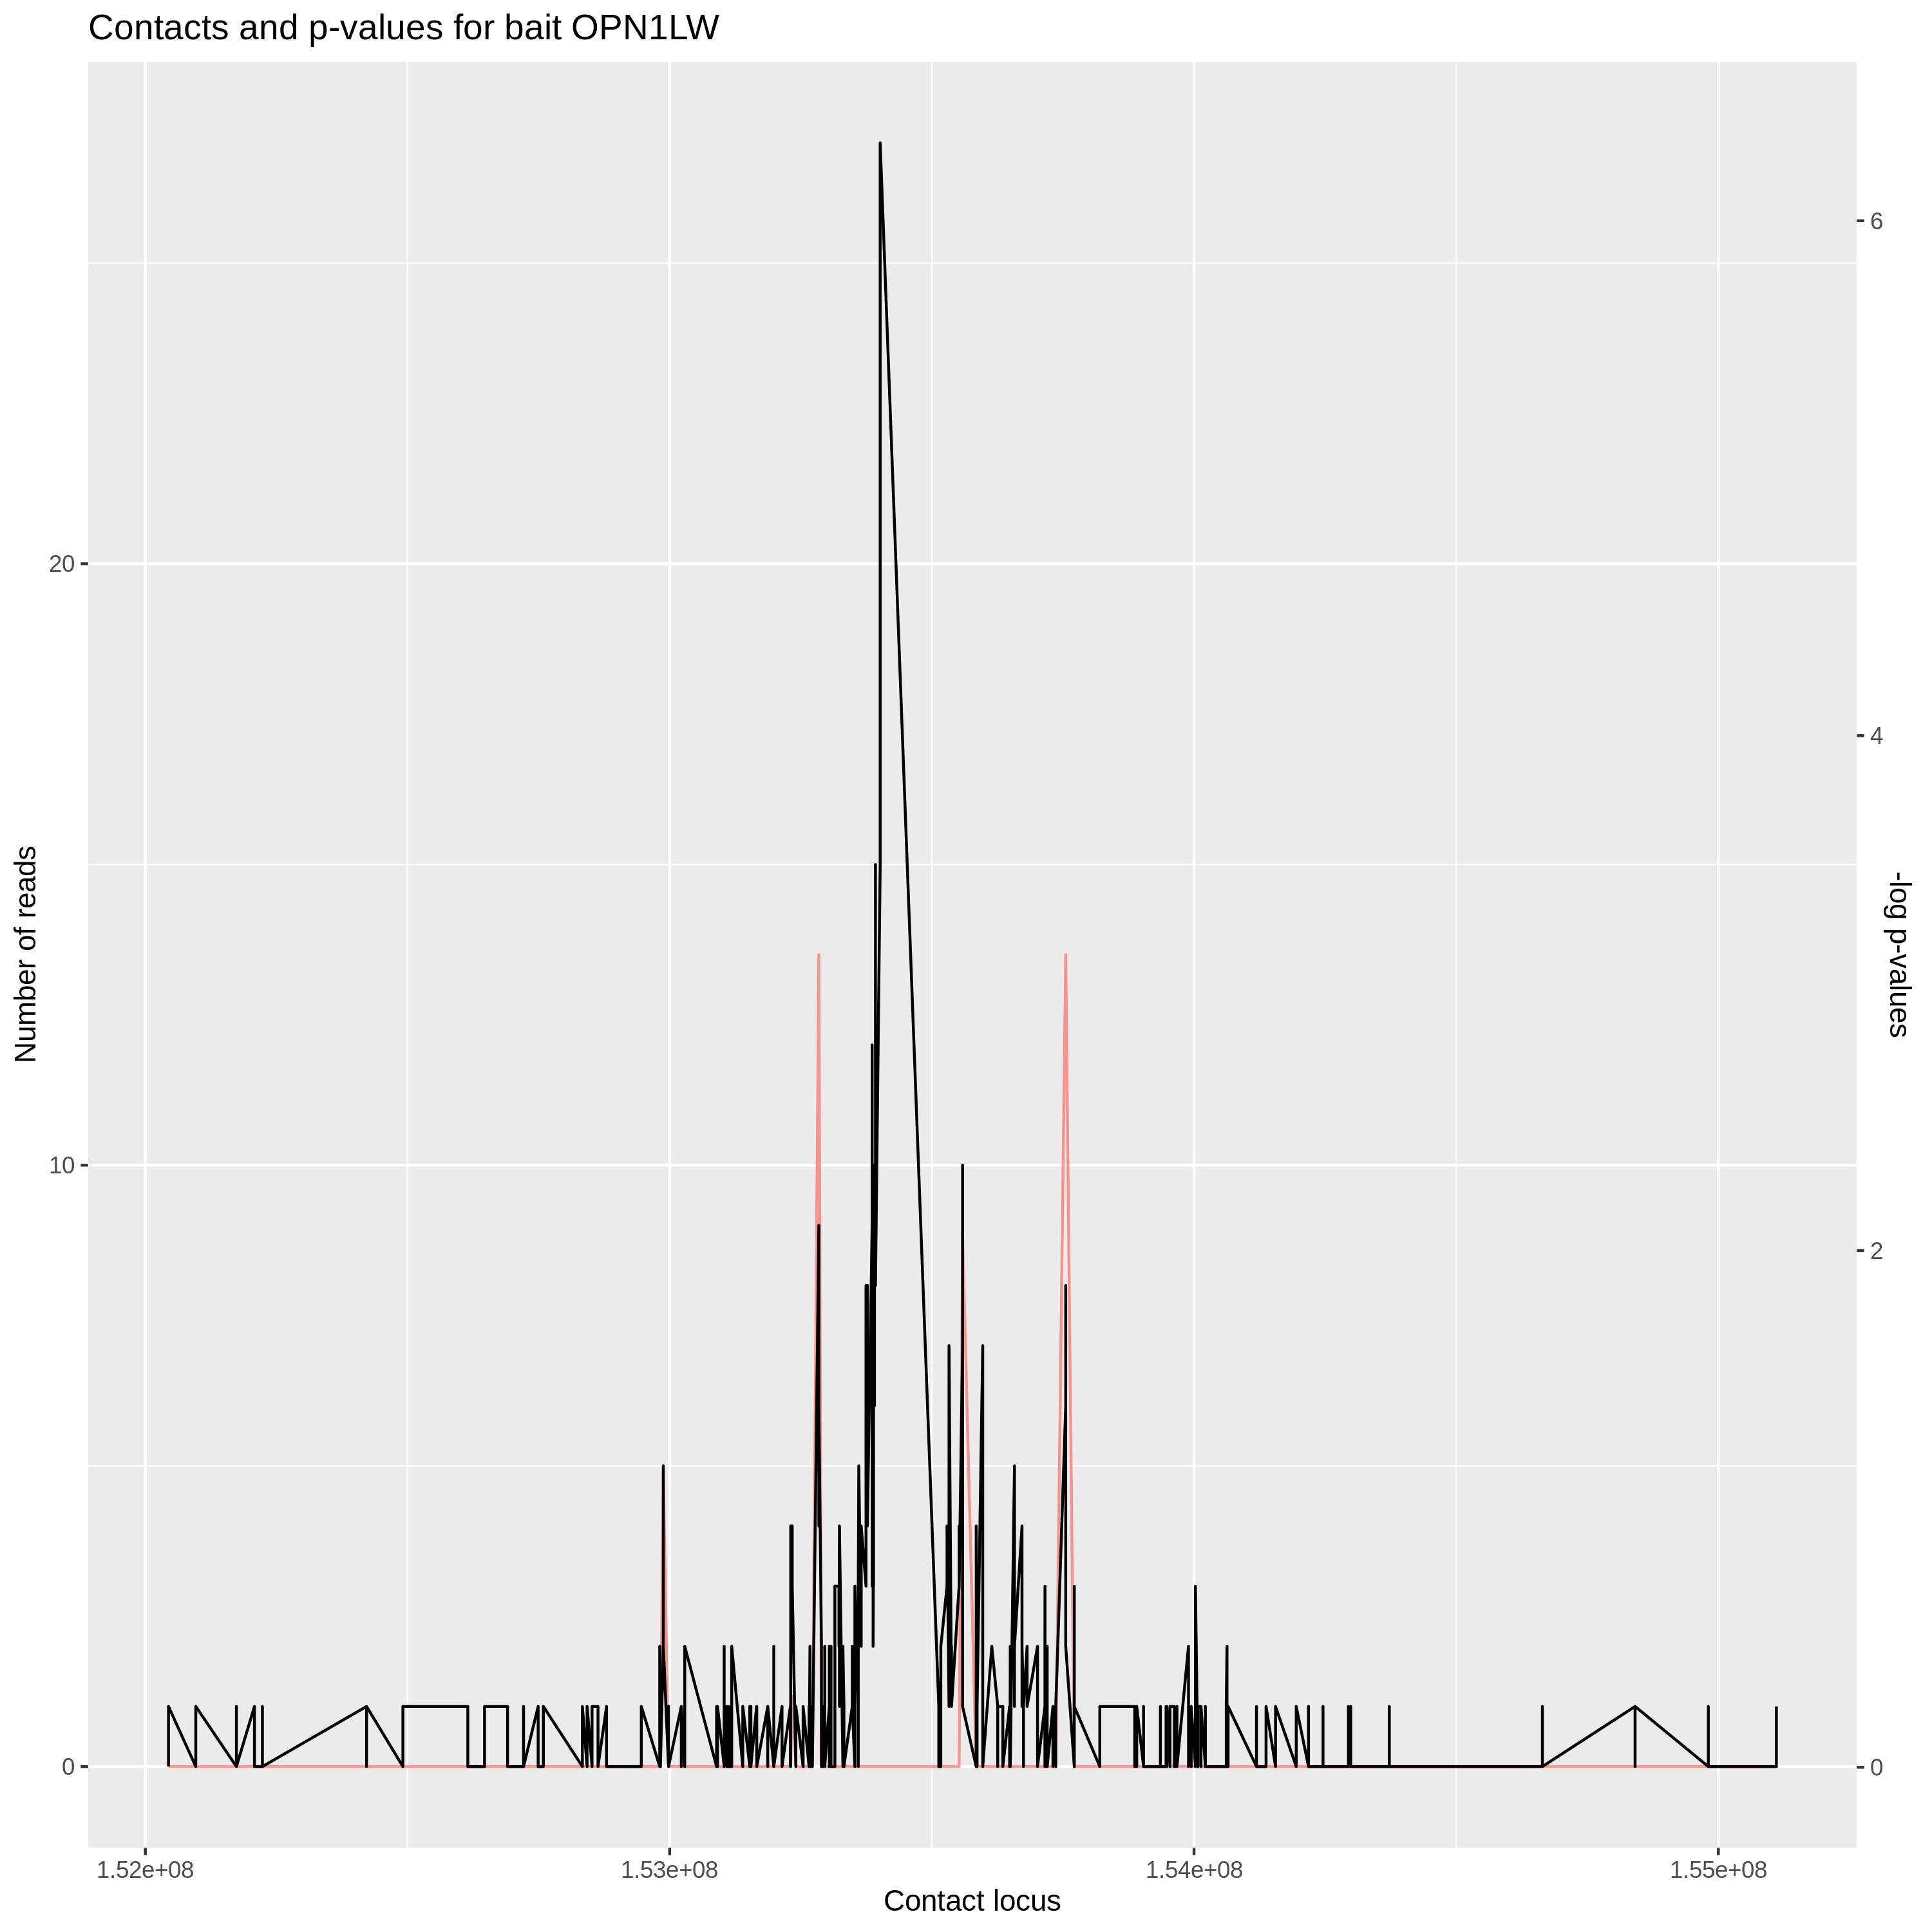 Contacts and p-values for bait OPN1LW
6
20
4
Number of reads
-log p-values
10
2
0
0
1.52e+08
1.53e+08
1.54e+08
1.55e+08
Contact locus